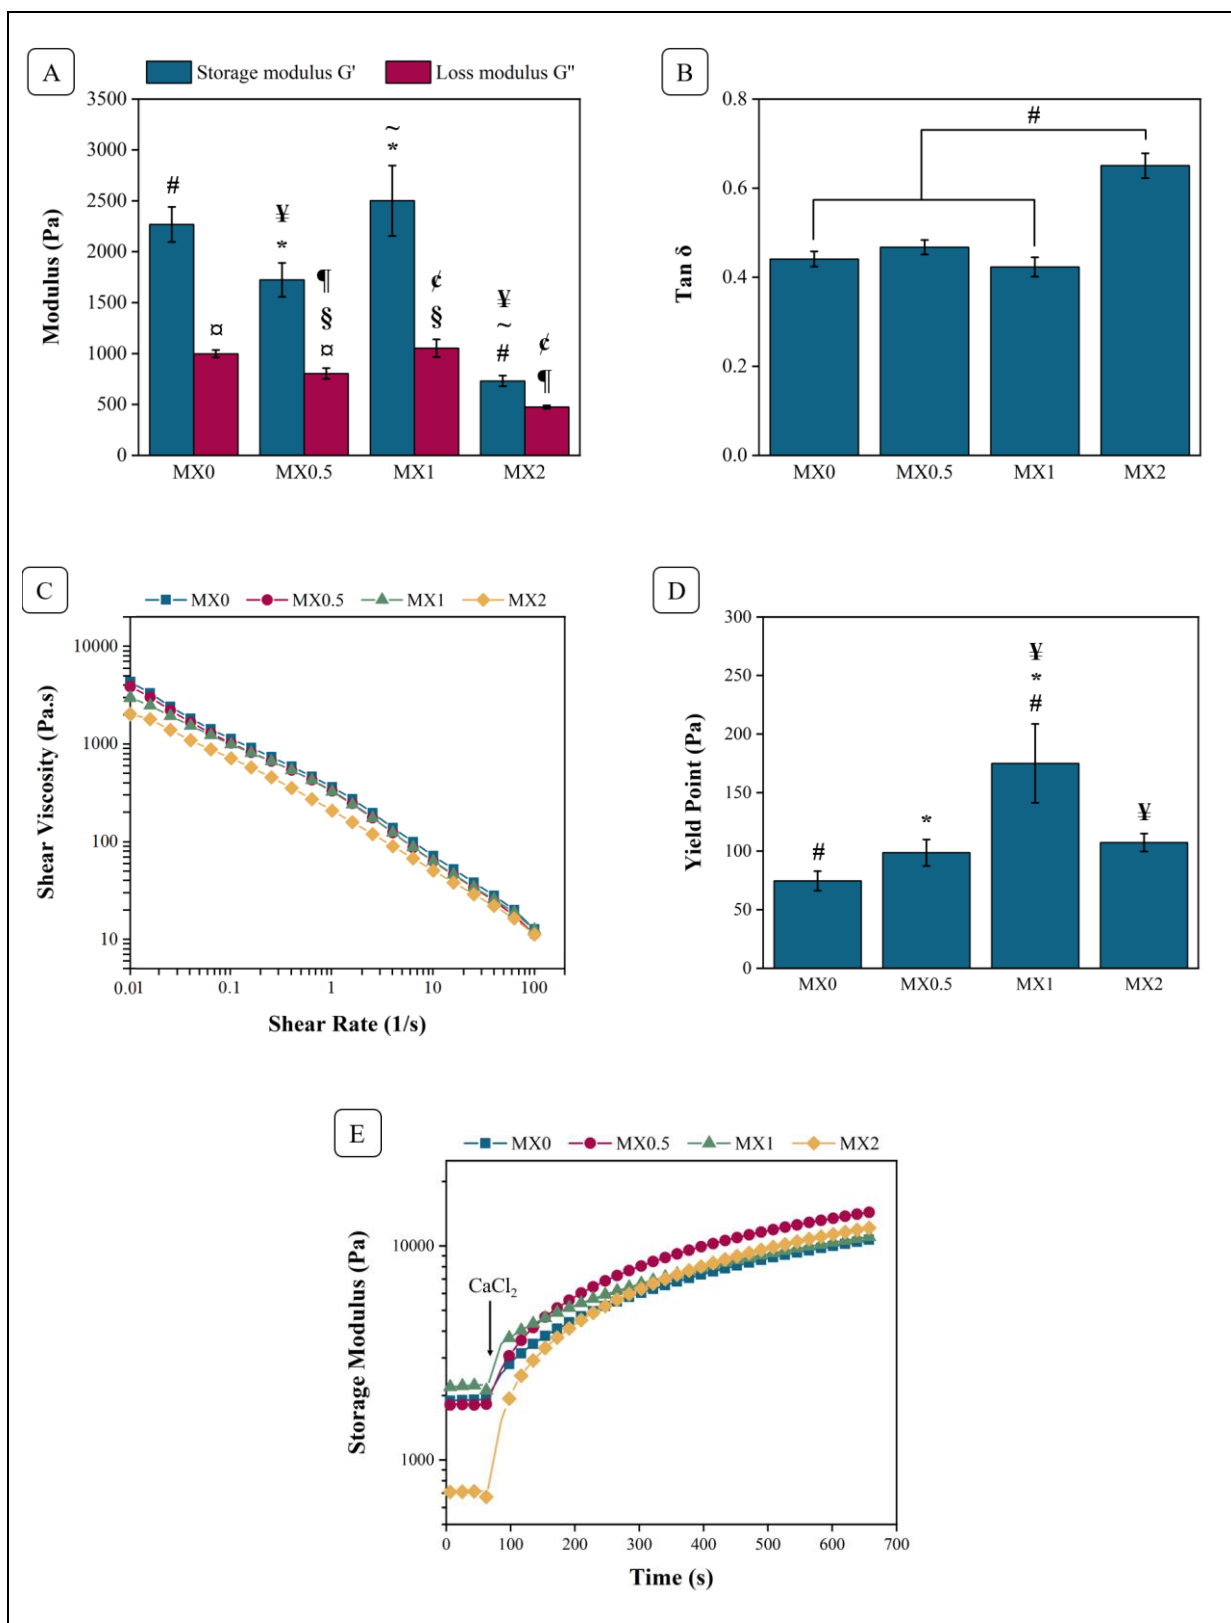 A
Storage modulus G' Loss modulus G"
3500
3000
2500
2000
1500
1000
500
0
Modulus (Pa)
#
¤
¥
*
¶
§
¤
~
*
¢
§
¥
~
#
¢
¶
MX0 MX0.5 MX1 MX2
B
0.8
0.6
0.4
0.2
0.0
Tan δ
#
MX0 MX0.5 MX1 MX2
C
MX0 MX0.5 MX1 MX2
10000
1000
100
10
Shear Viscosity (Pa.s)
0.01 0.1 1 10 100
Shear Rate (1/s)
D
300
250
200
150
100
50
0
Yield Point (Pa)
#
*
¥
*
#
¥
MX0 MX0.5 MX1 MX2
E
MX0 MX0.5 MX1 MX2
10000
1000
Storage Modulus (Pa)
CaCl₂
0 100 200 300 400 500 600 700
Time (s)